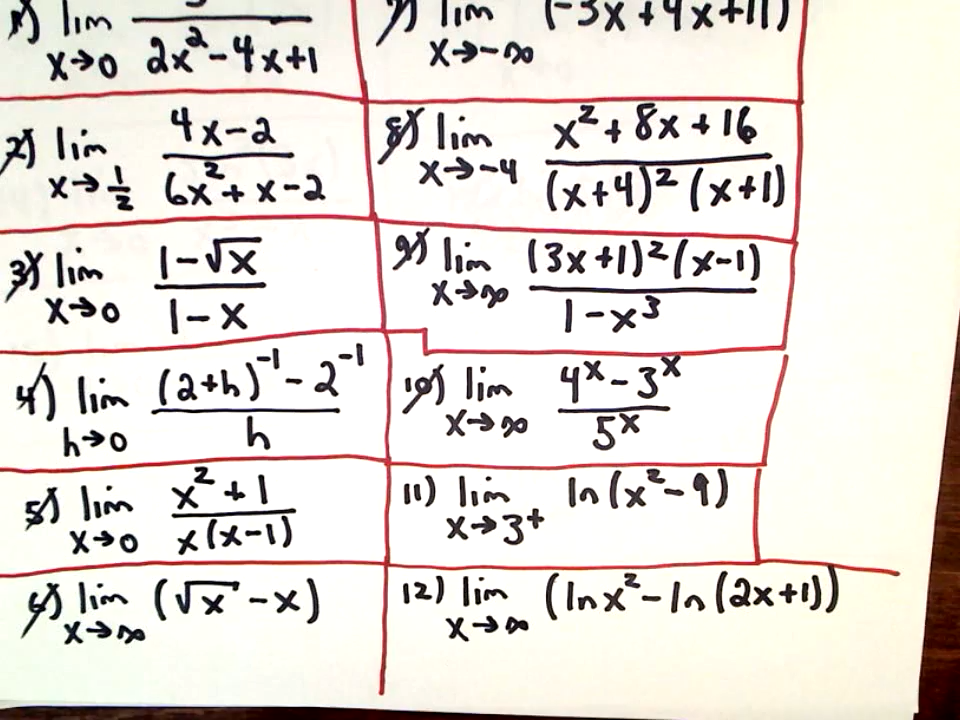 1) lim
x→0 2x²-4x+1
2) lim 4x-2
x→1/2 6x²+x-2
3) lim 1-√x
x→0 1-x
4) lim (2+h)⁻¹-2⁻¹
h→0 h
5) lim x²+1
x→0 x(x-1)
6) lim (√x-x)
x→∞
7) lim (-3x+4x+11)
x→-∞
8) lim x²+8x+16
x→-4 (x+4)²(x+1)
9) lim (3x+1)²(x-1)
x→∞ 1-x³
10) lim 4ˣ-3ˣ
x→∞ 5ˣ
11) lim ln(x²-9)
x→3⁺
12) lim (lnx²-ln(2x+1))
x→∞